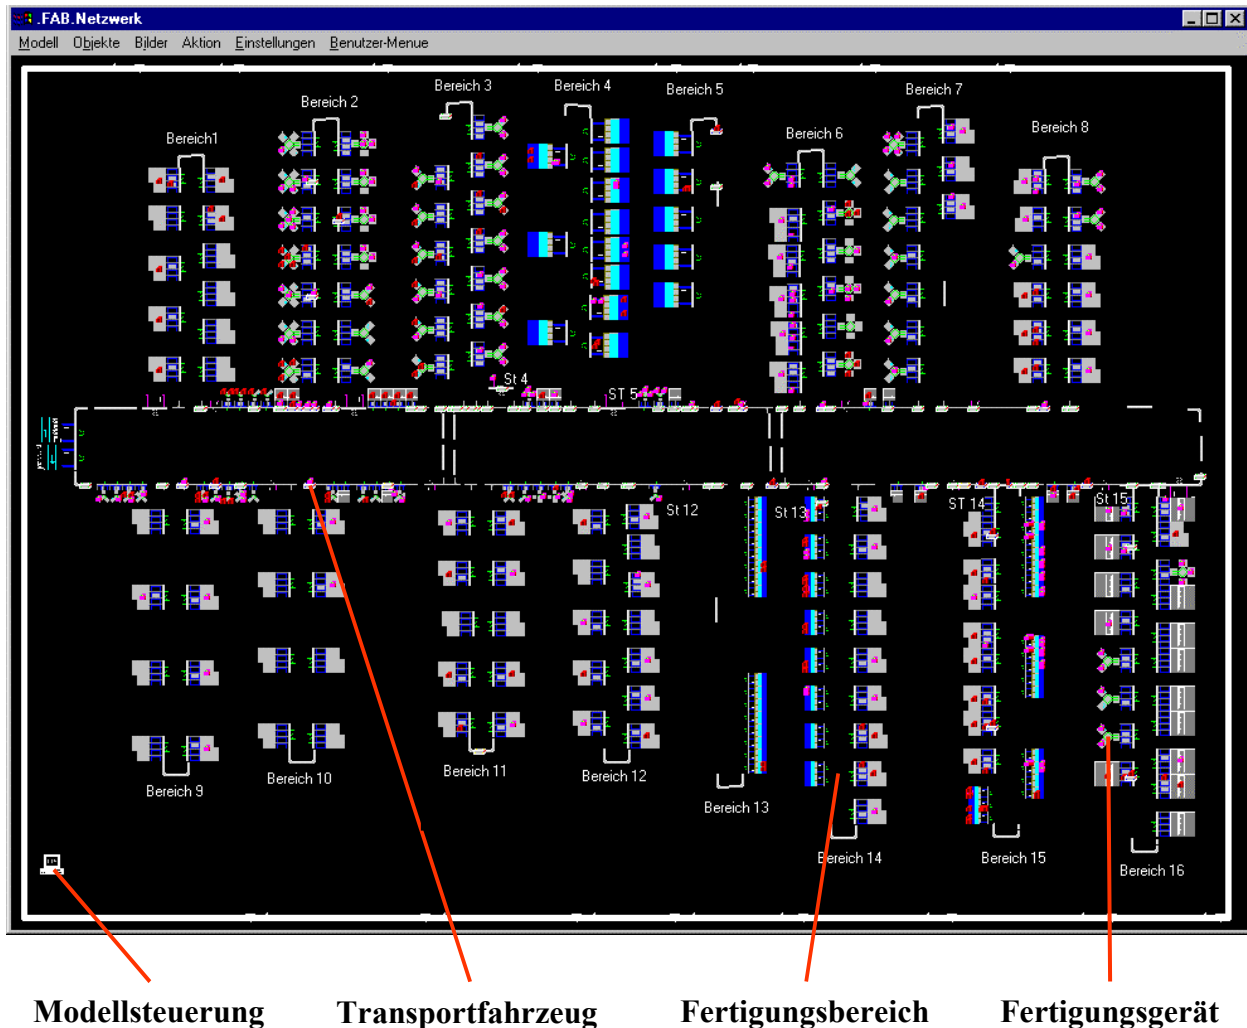 .FAB.Netzwerk
Modell Objekte Bilder Aktion Einstellungen Benutzer-Menue
Bereich1
Bereich 2
Bereich 3
Bereich 4
Bereich 5
Bereich 6
Bereich 7
Bereich 8
St 4
ST 5
St 12
St 13
ST 14
St 15
Bereich 9
Bereich 10
Bereich 11
Bereich 12
Bereich 13
Bereich 14
Bereich 15
Bereich 16
Modellsteuerung
Transportfahrzeug
Fertigungsbereich
Fertigungsgerät